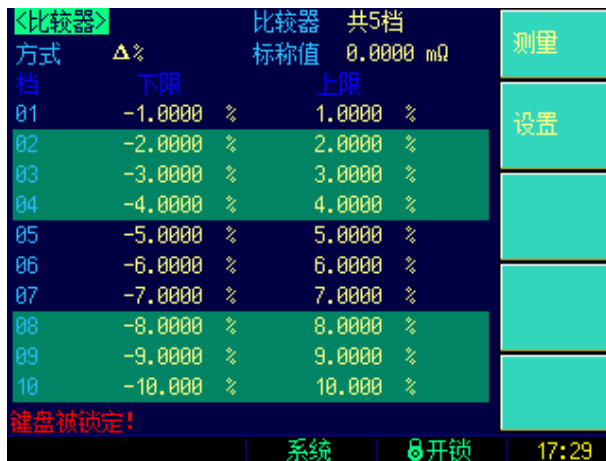 <比较器> 比较器 共5档
方式 Δ% 标称值 0.0000 mΩ
档 下限 上限
01 -1.0000 % 1.0000 %
02 -2.0000 % 2.0000 %
03 -3.0000 % 3.0000 %
04 -4.0000 % 4.0000 %
05 -5.0000 % 5.0000 %
06 -6.0000 % 6.0000 %
07 -7.0000 % 7.0000 %
08 -8.0000 % 8.0000 %
09 -9.0000 % 9.0000 %
10 -10.000 % 10.000 %
键盘被锁定!
测量
设置
系统 开锁 17:29